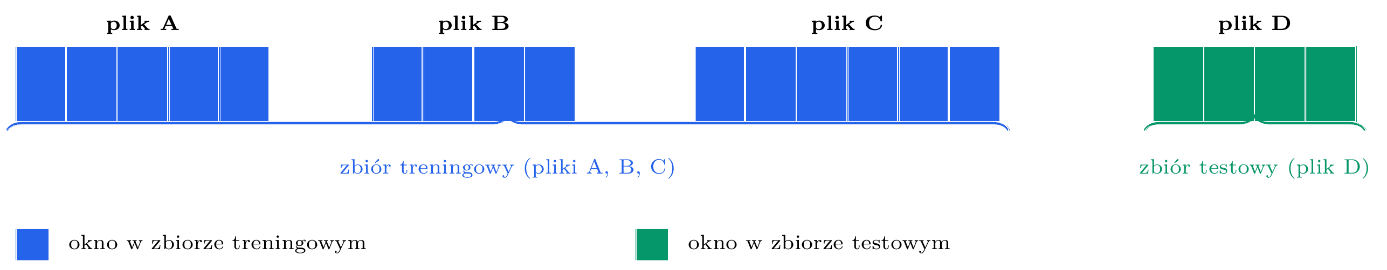 plik A
plik B
plik C
plik D
zbiór treningowy (pliki A, B, C)
zbiór testowy (plik D)
okno w zbiorze treningowym
okno w zbiorze testowym